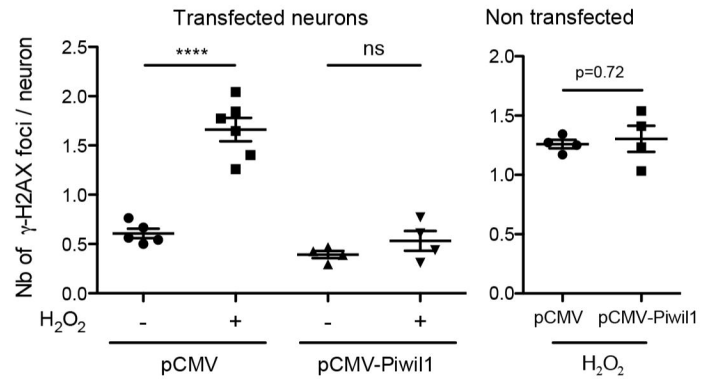 Transfected neurons
Non transfected
Nb of γ-H2AX foci / neuron
2.5
2.0
1.5
1.0
0.5
0.0
****
ns
H₂O₂
- + - +
pCMV pCMV-Piwil1
2.0
1.5
1.0
0.5
0.0
p=0.72
pCMV pCMV-Piwil1
H₂O₂